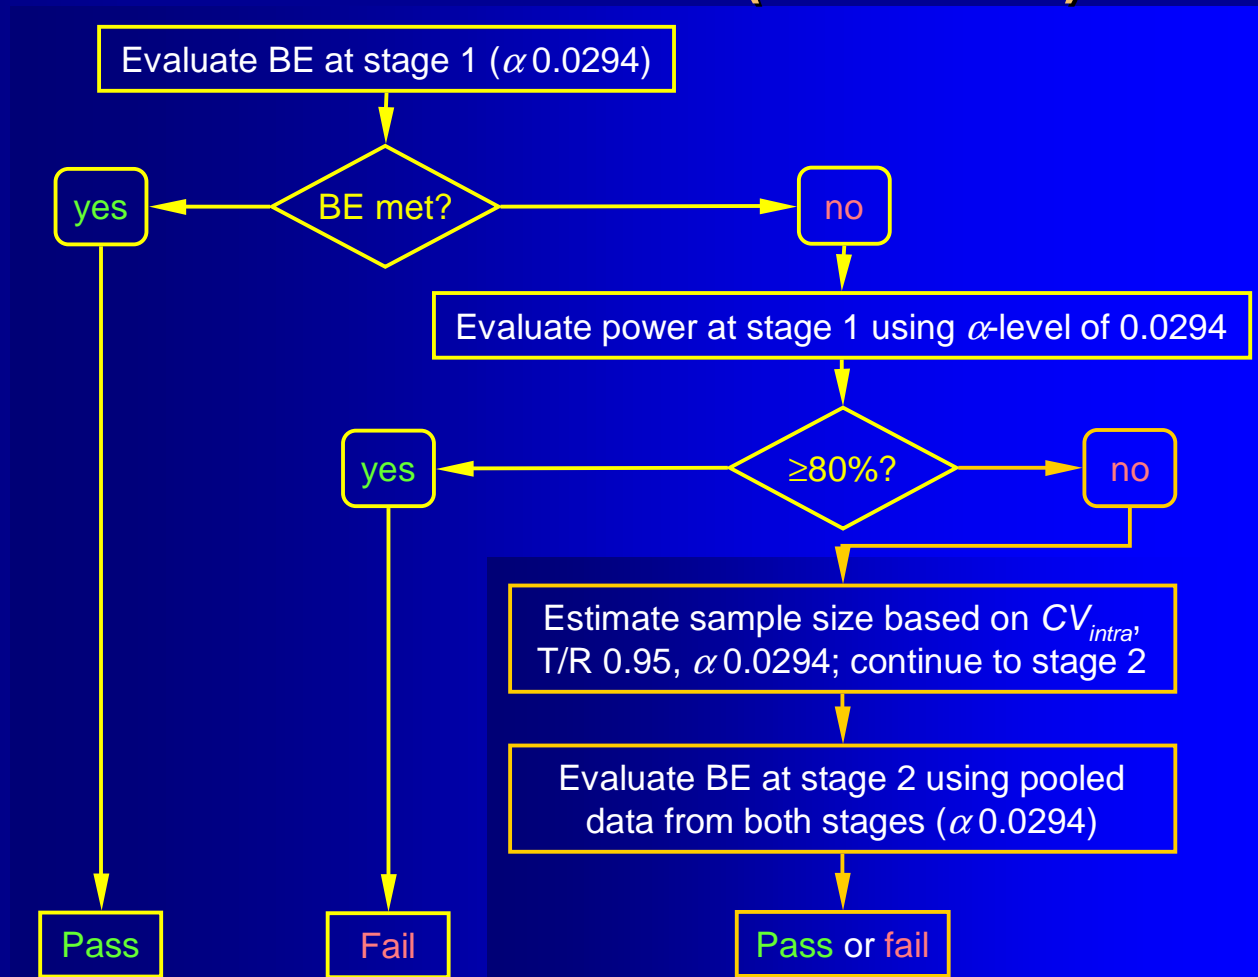 Evaluate BE at stage 1 (α 0.0294)
BE met?
yes
no
Evaluate power at stage 1 using α-level of 0.0294
≥80%?
yes
no
Estimate sample size based on CVintra,
T/R 0.95, α 0.0294; continue to stage 2
Evaluate BE at stage 2 using pooled
data from both stages (α 0.0294)
Pass
Fail
Pass or fail